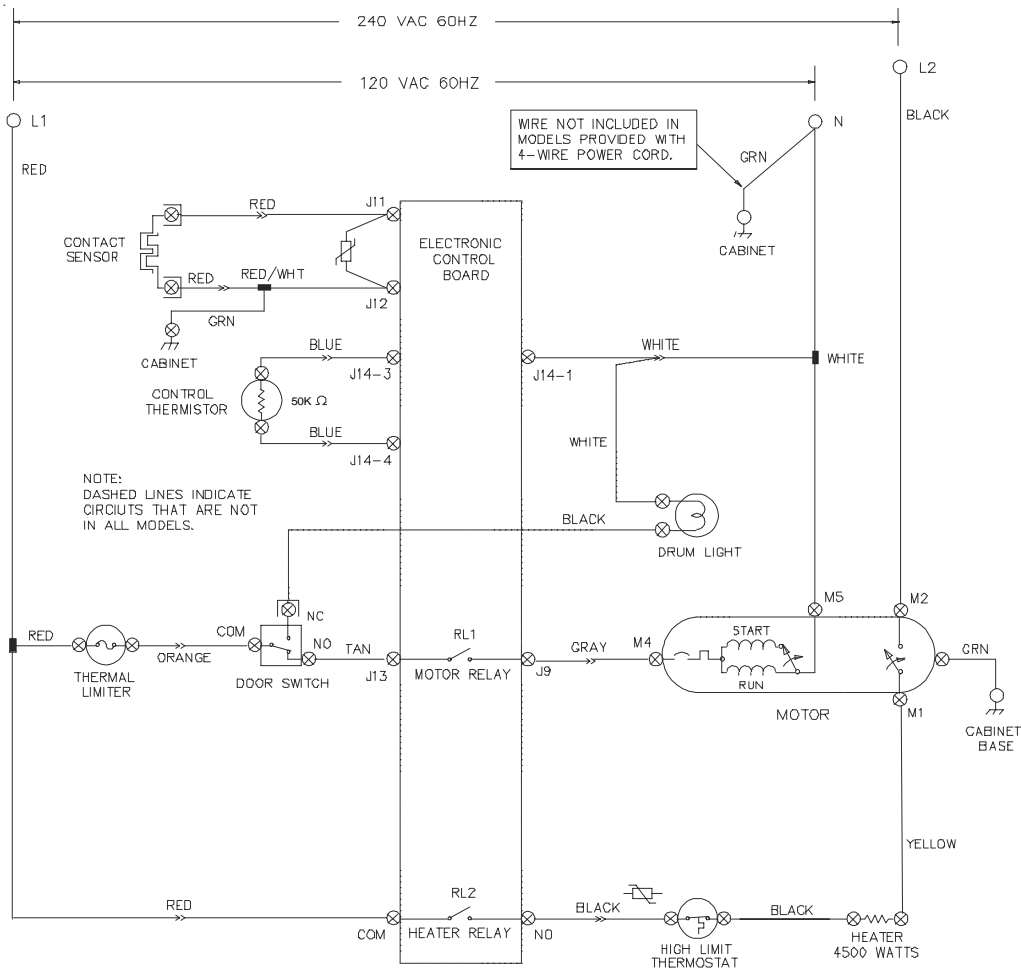 240 VAC 60HZ
L2
120 VAC 60HZ
L1
N
BLACK
WIRE NOT INCLUDED IN
MODELS PROVIDED WITH
4-WIRE POWER CORD.
RED
GRN
CABINET
J11
RED
CONTACT
SENSOR
ELECTRONIC
CONTROL
BOARD
RED
RED/WHT
J12
GRN
CABINET
BLUE
J14-3
WHITE
J14-1
WHITE
CONTROL
THERMISTOR
50K Ω
BLUE
J14-4
WHITE
NOTE:
DASHED LINES INDICATE
CIRCIUTS THAT ARE NOT
IN ALL MODELS.
BLACK
DRUM LIGHT
NC
M5
M2
RED
COM
NO
TAN
RL1
GRAY
M4
START
GRN
ORANGE
THERMAL
LIMITER
DOOR SWITCH
J13
MOTOR RELAY
J9
RUN
M1
MOTOR
CABINET
BASE
YELLOW
RED
RL2
BLACK
BLACK
COM
HEATER RELAY
NO
HIGH LIMIT
THERMOSTAT
HEATER
4500 WATTS